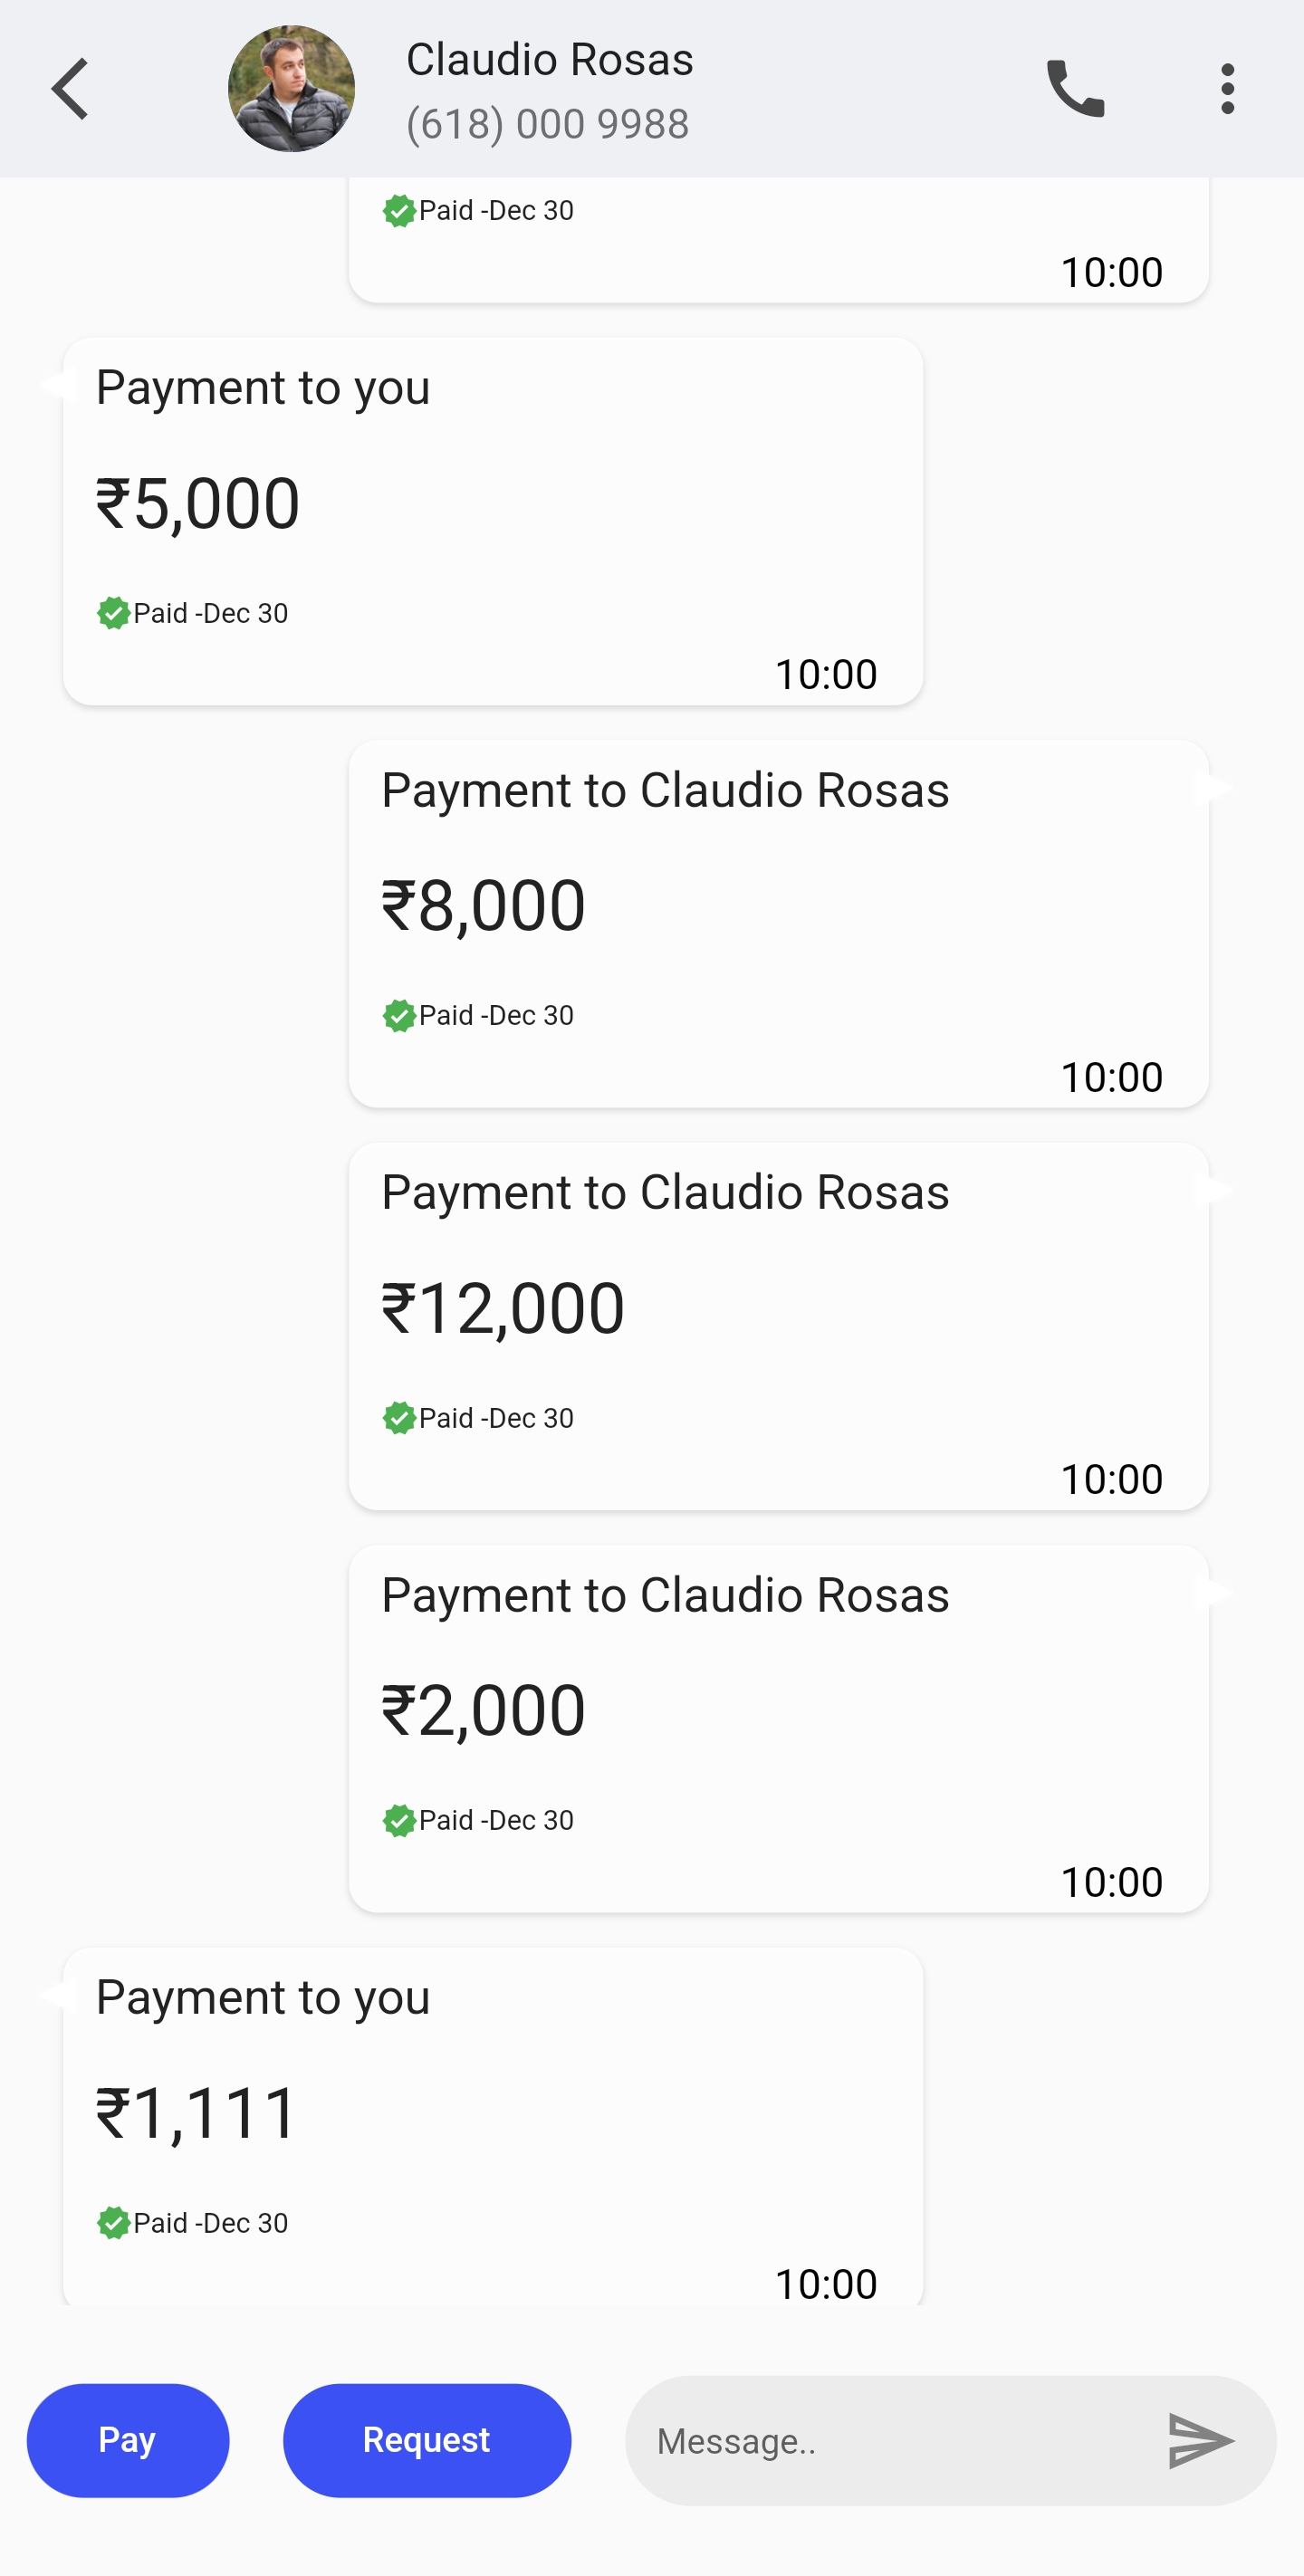 Claudio Rosas
(618) 000 9988
Paid -Dec 30
10:00
Payment to you
₹5,000
Paid -Dec 30
10:00
Payment to Claudio Rosas
₹8,000
Paid -Dec 30
10:00
Payment to Claudio Rosas
₹12,000
Paid -Dec 30
10:00
Payment to Claudio Rosas
₹2,000
Paid -Dec 30
10:00
Payment to you
₹1,111
Paid -Dec 30
10:00
Pay
Request
Message..